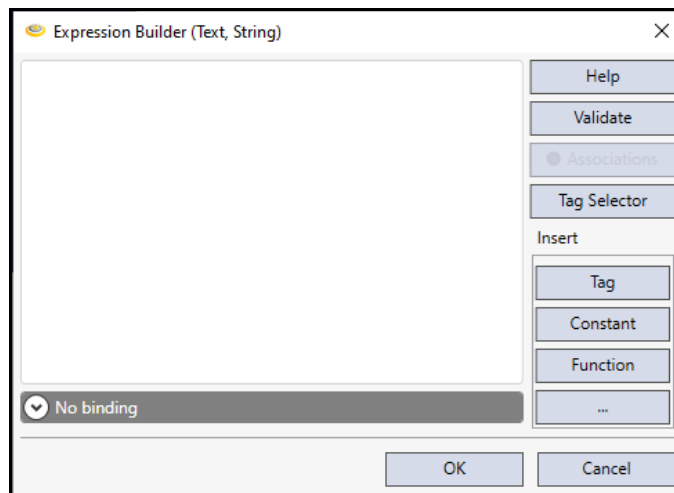 Expression Builder (Text, String)
Help
Validate
Associations
Tag Selector
Insert
Tag
Constant
Function
...
No binding
OK
Cancel